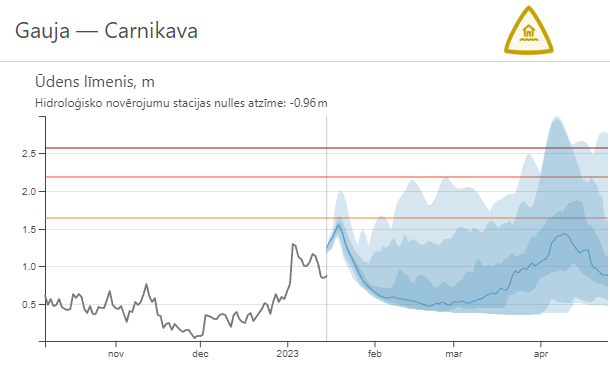 Gauja — Carnikava
Ūdens līmenis, m
Hidroloģisko novērojumu stacijas nulles atzīme: -0.96 m
2.5
2.0
1.5
1.0
0.5
nov
dec
2023
feb
mar
apr